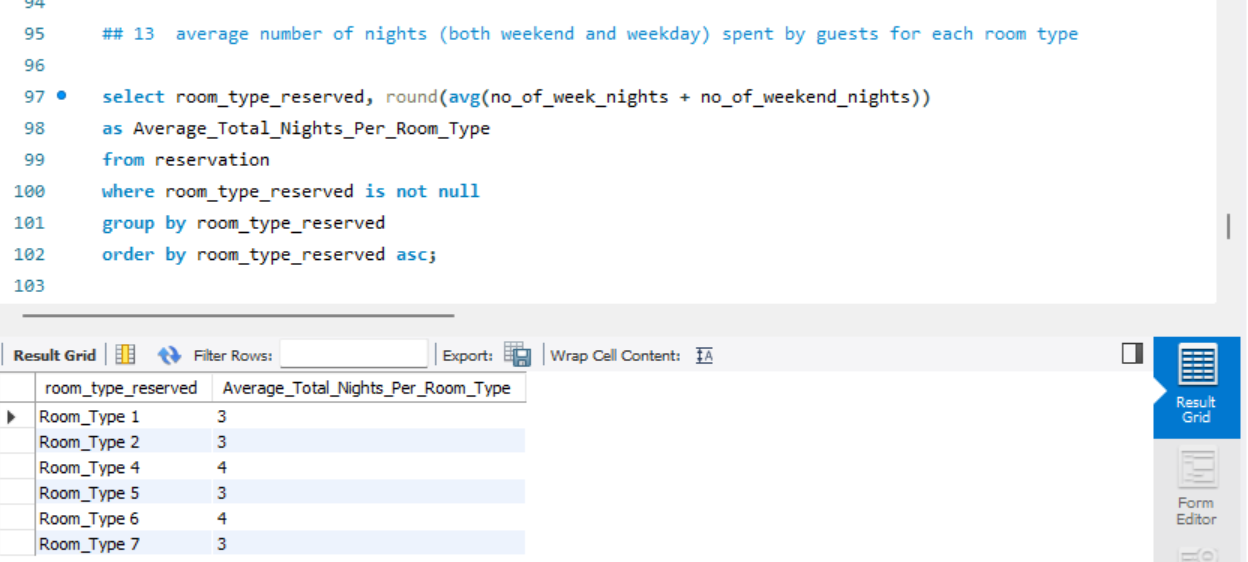 94
95 ## 13 average number of nights (both weekend and weekday) spent by guests for each room type
96
97 select room_type_reserved, round(avg(no_of_week_nights + no_of_weekend_nights))
98 as Average_Total_Nights_Per_Room_Type
99 from reservation
100 where room_type_reserved is not null
101 group by room_type_reserved
102 order by room_type_reserved asc;
103
Result Grid Filter Rows: Export: Wrap Cell Content: IA
room_type_reserved Average_Total_Nights_Per_Room_Type
Room_Type 1 3
Room_Type 2 3
Room_Type 4 4
Room_Type 5 3
Room_Type 6 4
Room_Type 7 3
Result
Grid
Form
Editor